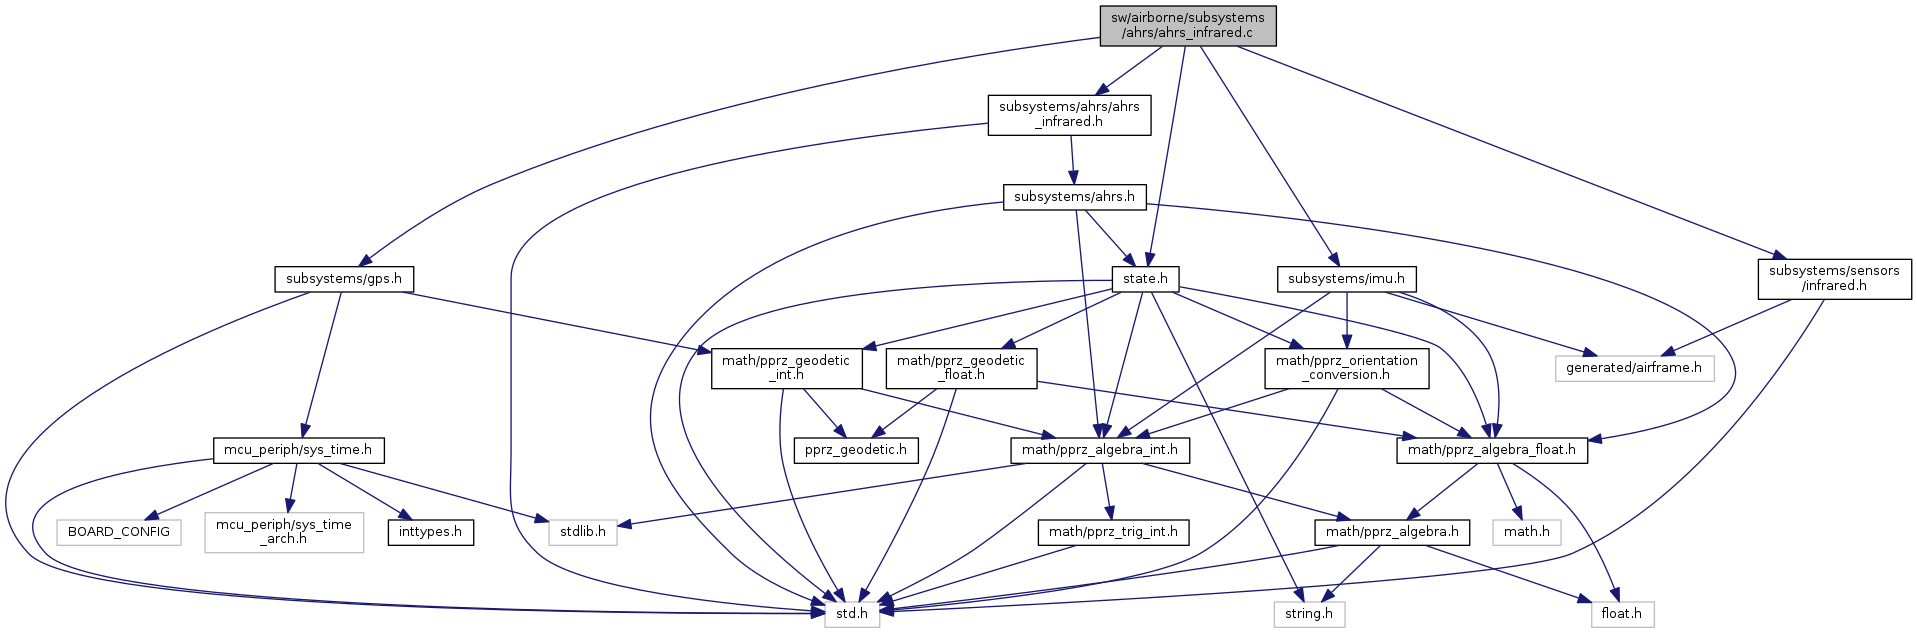 sw/airborne/subsystems
/ahrs/ahrs_infrared.c
subsystems/ahrs/ahrs
_infrared.h
subsystems/ahrs.h
subsystems/gps.h
state.h
subsystems/imu.h
subsystems/sensors
/infrared.h
math/pprz_geodetic
_int.h
math/pprz_geodetic
_float.h
math/pprz_orientation
_conversion.h
generated/airframe.h
mcu_periph/sys_time.h
pprz_geodetic.h
math/pprz_algebra_int.h
math/pprz_algebra_float.h
BOARD_CONFIG
mcu_periph/sys_time
_arch.h
inttypes.h
stdlib.h
math/pprz_trig_int.h
math/pprz_algebra.h
math.h
std.h
string.h
float.h